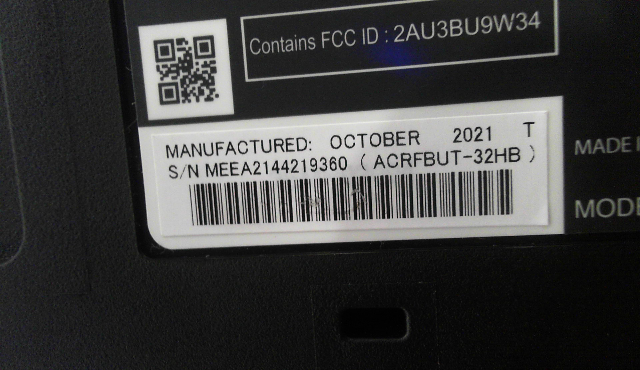 Contains FCC ID : 2AU3BU9W34
MANUFACTURED: OCTOBER 2021 T
S/N MEEA2144219360 ( ACRFBUT-32HB )
MADE I
MODE